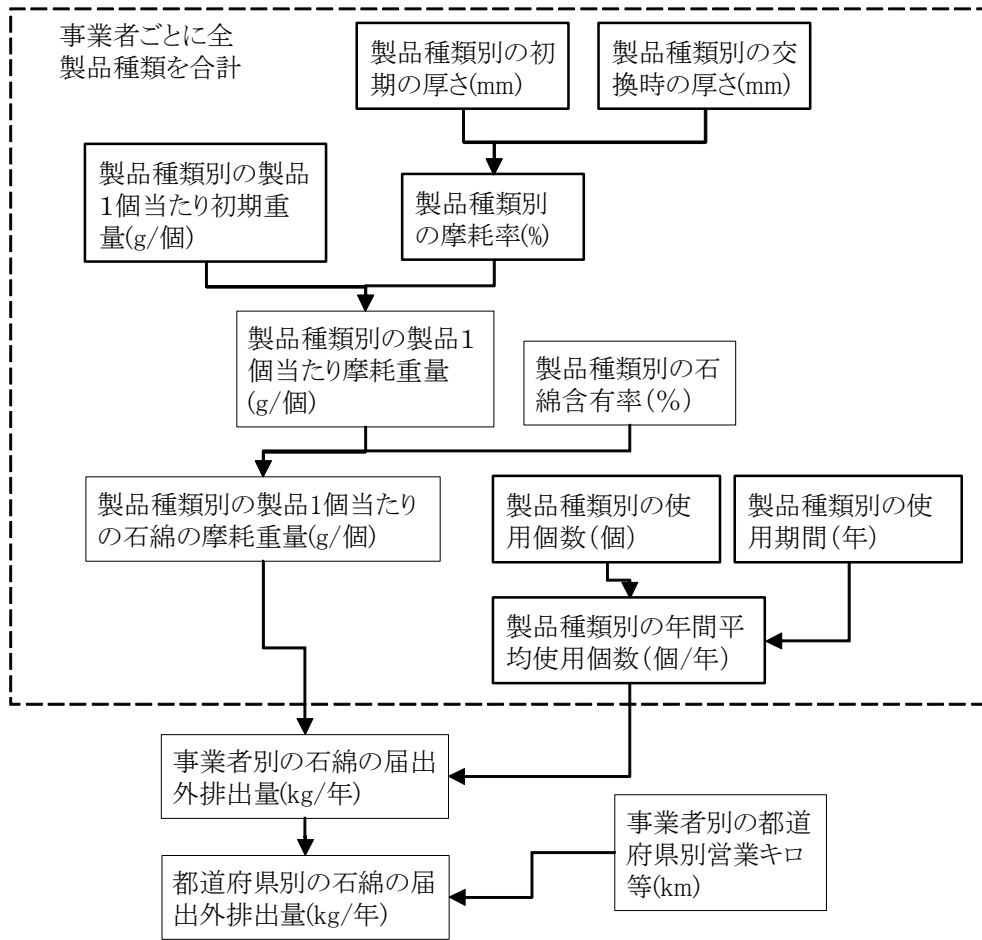 事業者ごとに全
製品種類を合計
製品種類別の初
期の厚さ(mm)
製品種類別の交
換時の厚さ(mm)
製品種類別の製品
１個当たり初期重
量(g/個)
製品種類別
の摩耗率(%)
製品種類別の製品１
個当たり摩耗重量
(g/個)
製品種類別の石
綿含有率（％）
製品種類別の製品1個当たり
の石綿の摩耗重量(g/個)
製品種類別の使
用個数（個）
製品種類別の使
用期間（年）
製品種類別の年間平
均使用個数（個/年）
事業者別の石綿の届出
外排出量(kg/年)
事業者別の都道
府県別営業キロ
等(km)
都道府県別の石綿の届
出外排出量(kg/年)